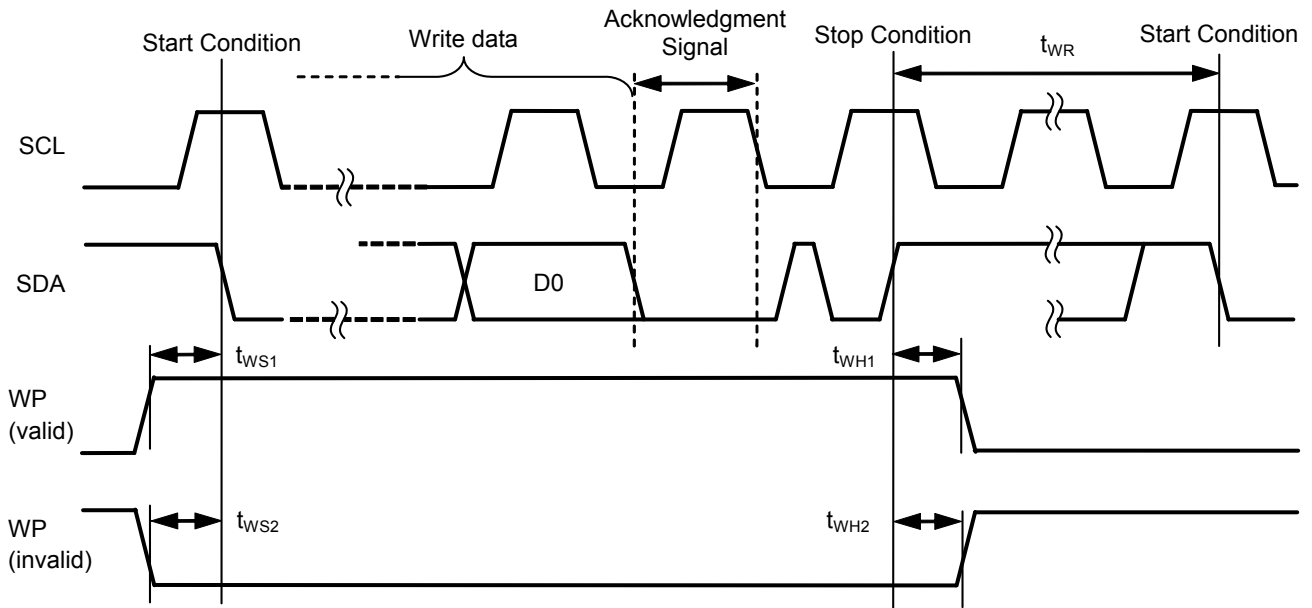 Start Condition
Write data
Acknowledgment
Signal
Stop Condition
tWR
Start Condition
SCL
SDA
D0
tWS1
tWH1
WP
(valid)
tWS2
tWH2
WP
(invalid)